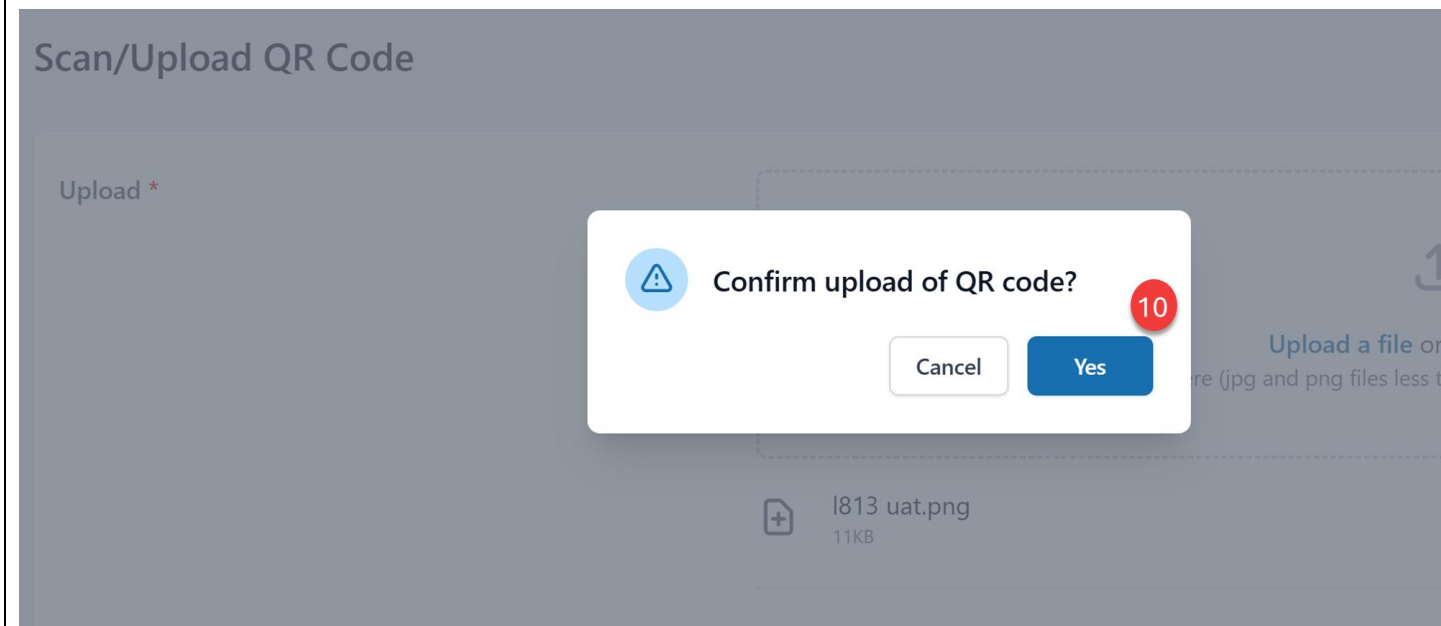 Scan/Upload QR Code
Upload *
Confirm upload of QR code?
10
Cancel
Yes
Upload a file or
(jpg and png files less
l813 uat.png
11KB